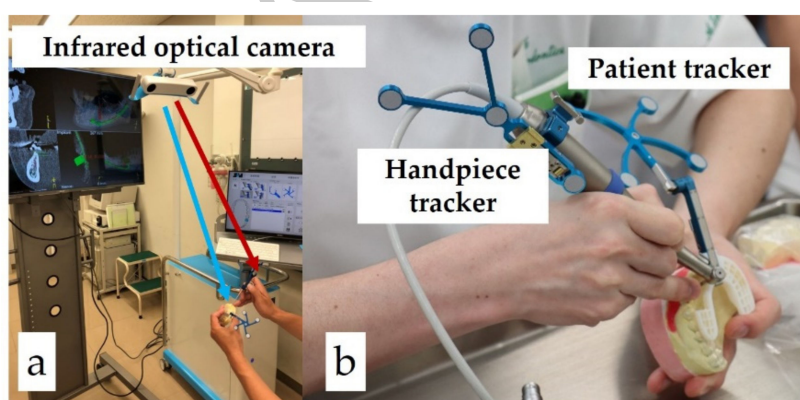 Infrared optical camera
Patient tracker
Handpiece
tracker
a
b